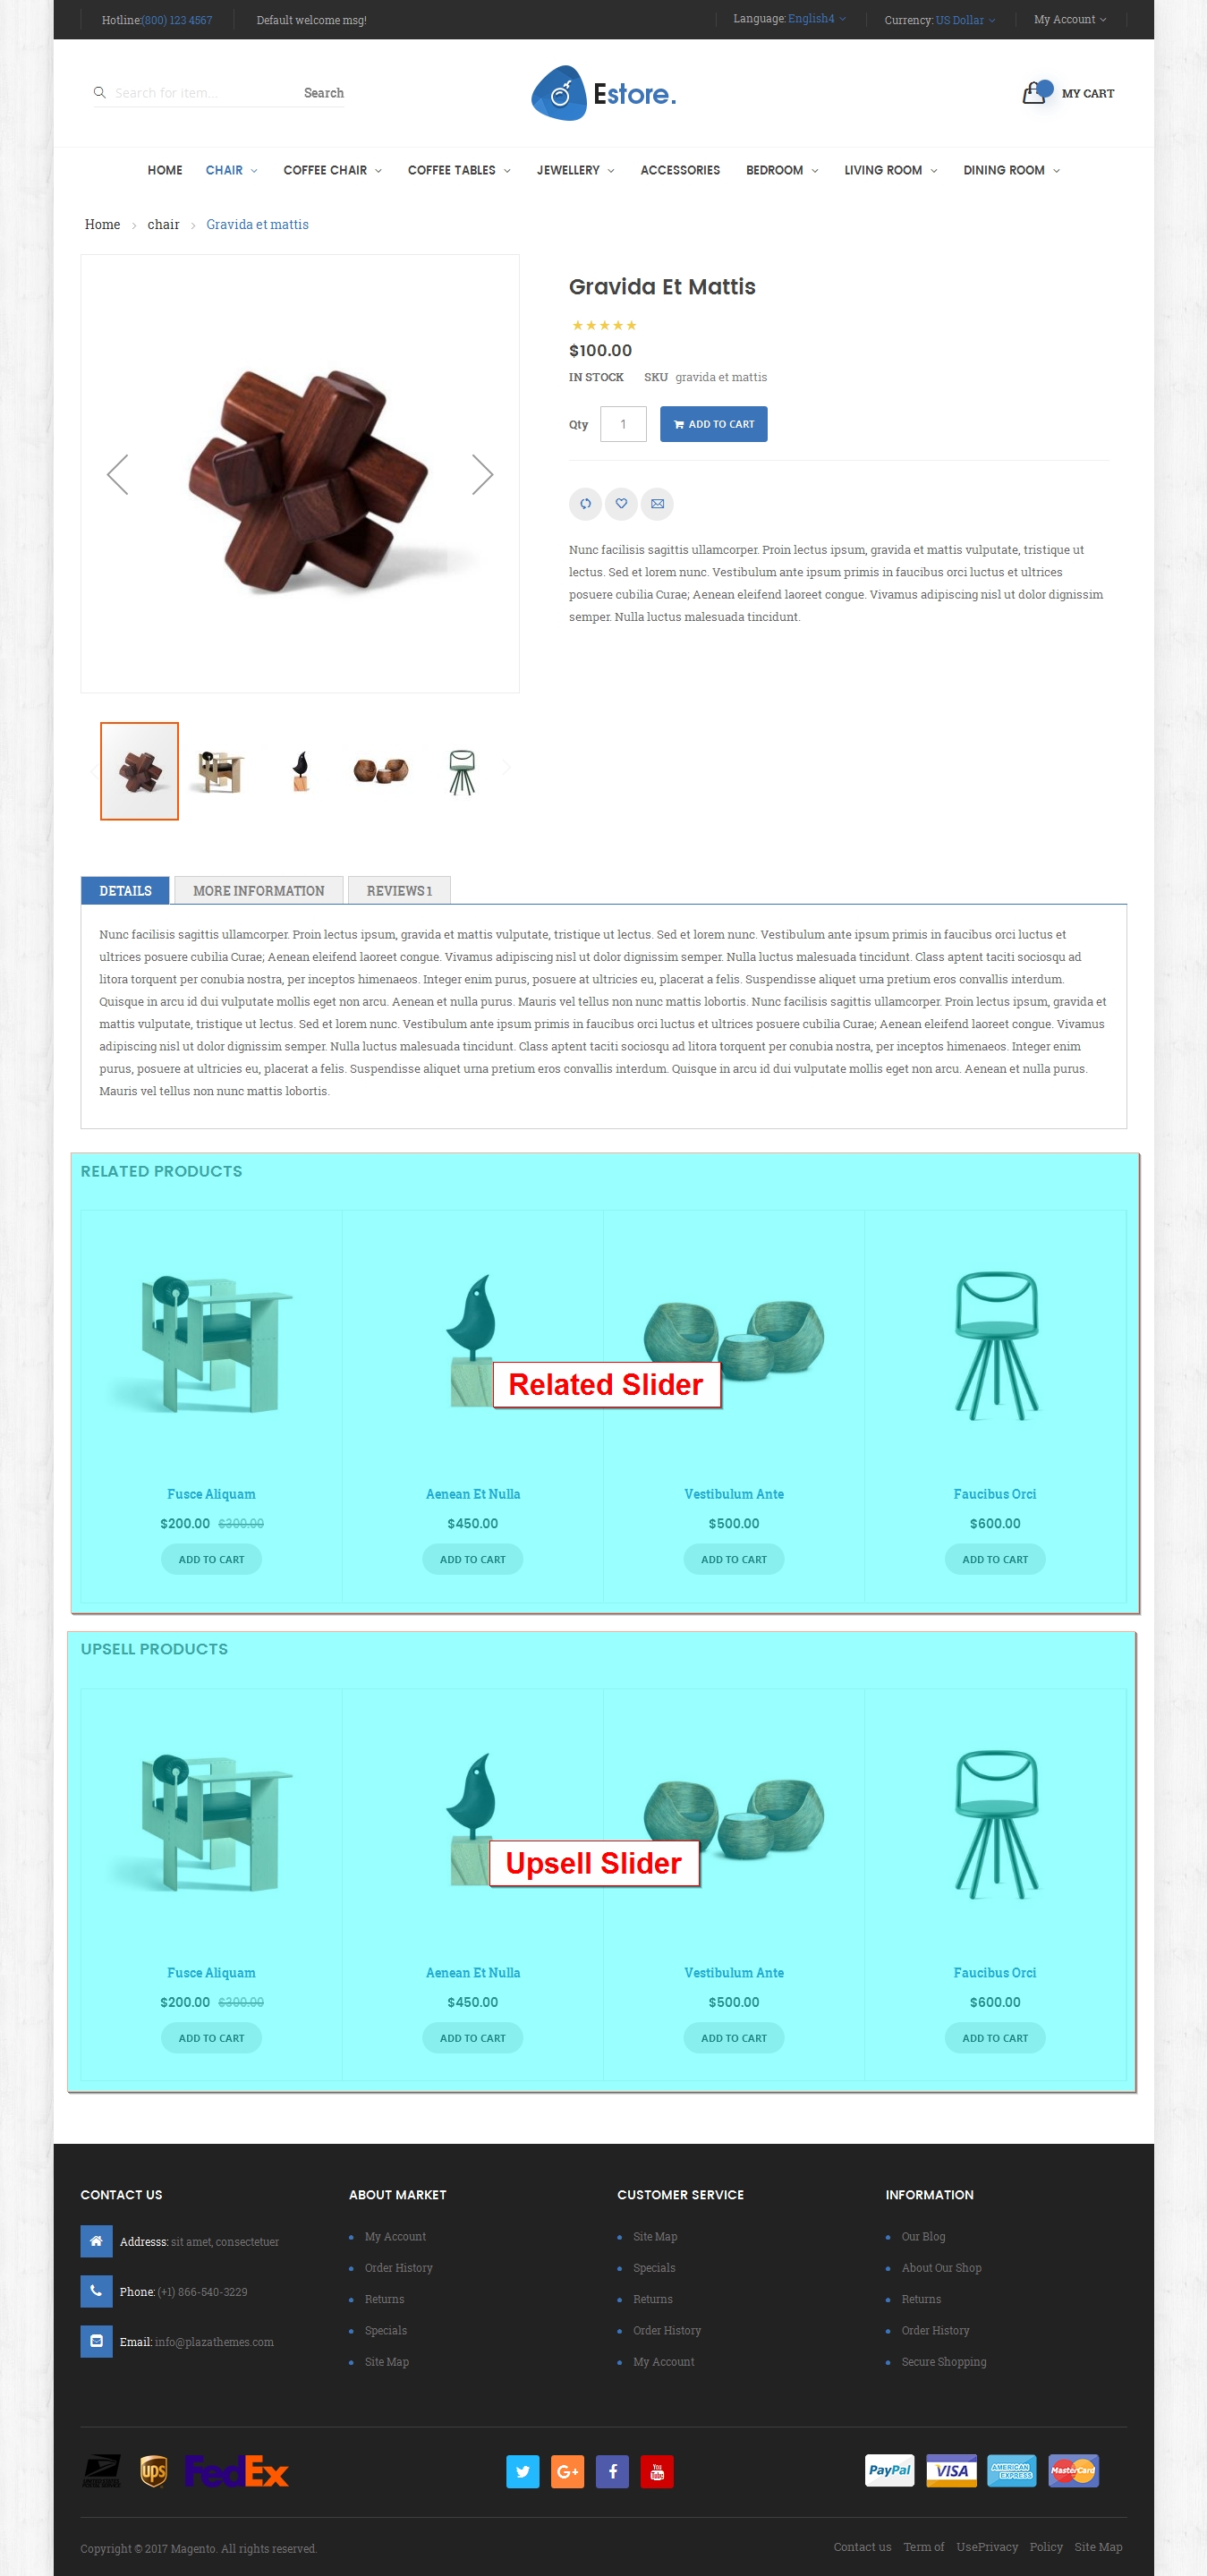 Hotline:(800) 123 4567 Default welcome msg! Language: English4 Currency: US Dollar My Account
Search for item... Search Estore. MY CART
HOME CHAIR COFFEE CHAIR COFFEE TABLES JEWELLERY ACCESSORIES BEDROOM LIVING ROOM DINING ROOM
Home chair Gravida et mattis
Gravida Et Mattis
$100.00
IN STOCK SKU gravida et mattis
Qty 1 ADD TO CART
Nunc facilisis sagittis ullamcorper. Proin lectus ipsum, gravida et mattis vulputate, tristique ut
lectus. Sed et lorem nunc. Vestibulum ante ipsum primis in faucibus orci luctus et ultrices
posuere cubilia Curae; Aenean eleifend laoreet congue. Vivamus adipiscing nisl ut dolor dignissim
semper. Nulla luctus malesuada tincidunt.
DETAILS MORE INFORMATION REVIEWS 1
Nunc facilisis sagittis ullamcorper. Proin lectus ipsum, gravida et mattis vulputate, tristique ut lectus. Sed et lorem nunc. Vestibulum ante ipsum primis in faucibus orci luctus et
ultrices posuere cubilia Curae; Aenean eleifend laoreet congue. Vivamus adipiscing nisl ut dolor dignissim semper. Nulla luctus malesuada tincidunt. Class aptent taciti sociosqu ad
litora torquent per conubia nostra, per inceptos himenaeos. Integer enim purus, posuere at ultricies eu, placerat a felis. Suspendisse aliquet urna pretium eros convallis interdum.
Quisque in arcu id dui vulputate mollis eget non arcu. Aenean et nulla purus. Mauris vel tellus non nunc mattis lobortis. Nunc facilisis sagittis ullamcorper. Proin lectus ipsum, gravida et
mattis vulputate, tristique ut lectus. Sed et lorem nunc. Vestibulum ante ipsum primis in faucibus orci luctus et ultrices posuere cubilia Curae; Aenean eleifend laoreet congue. Vivamus
adipiscing nisl ut dolor dignissim semper. Nulla luctus malesuada tincidunt. Class aptent taciti sociosqu ad litora torquent per conubia nostra, per inceptos himenaeos. Integer enim
purus, posuere at ultricies eu, placerat a felis. Suspendisse aliquet urna pretium eros convallis interdum. Quisque in arcu id dui vulputate mollis eget non arcu. Aenean et nulla purus.
Mauris vel tellus non nunc mattis lobortis.
RELATED PRODUCTS
Related Slider
Fusce Aliquam Aenean Et Nulla Vestibulum Ante Faucibus Orci
$200.00 $300.00 $450.00 $500.00 $600.00
ADD TO CART ADD TO CART ADD TO CART ADD TO CART
UPSELL PRODUCTS
Upsell Slider
Fusce Aliquam Aenean Et Nulla Vestibulum Ante Faucibus Orci
$200.00 $300.00 $450.00 $500.00 $600.00
ADD TO CART ADD TO CART ADD TO CART ADD TO CART
CONTACT US ABOUT MARKET CUSTOMER SERVICE INFORMATION
Addresss: sit amet, consectetuer My Account Site Map Our Blog
Order History Specials About Our Shop
Phone: (+1) 866-540-3229 Returns Returns Returns
Specials Order History Order History
Email: info@plazathemes.com Site Map My Account Secure Shopping
ups FedEx G+ f You Tube PayPal VISA AMERICAN EXPRESS MasterCard
Copyright © 2017 Magento. All rights reserved. Contact us Term of UsePrivacy Policy Site Map